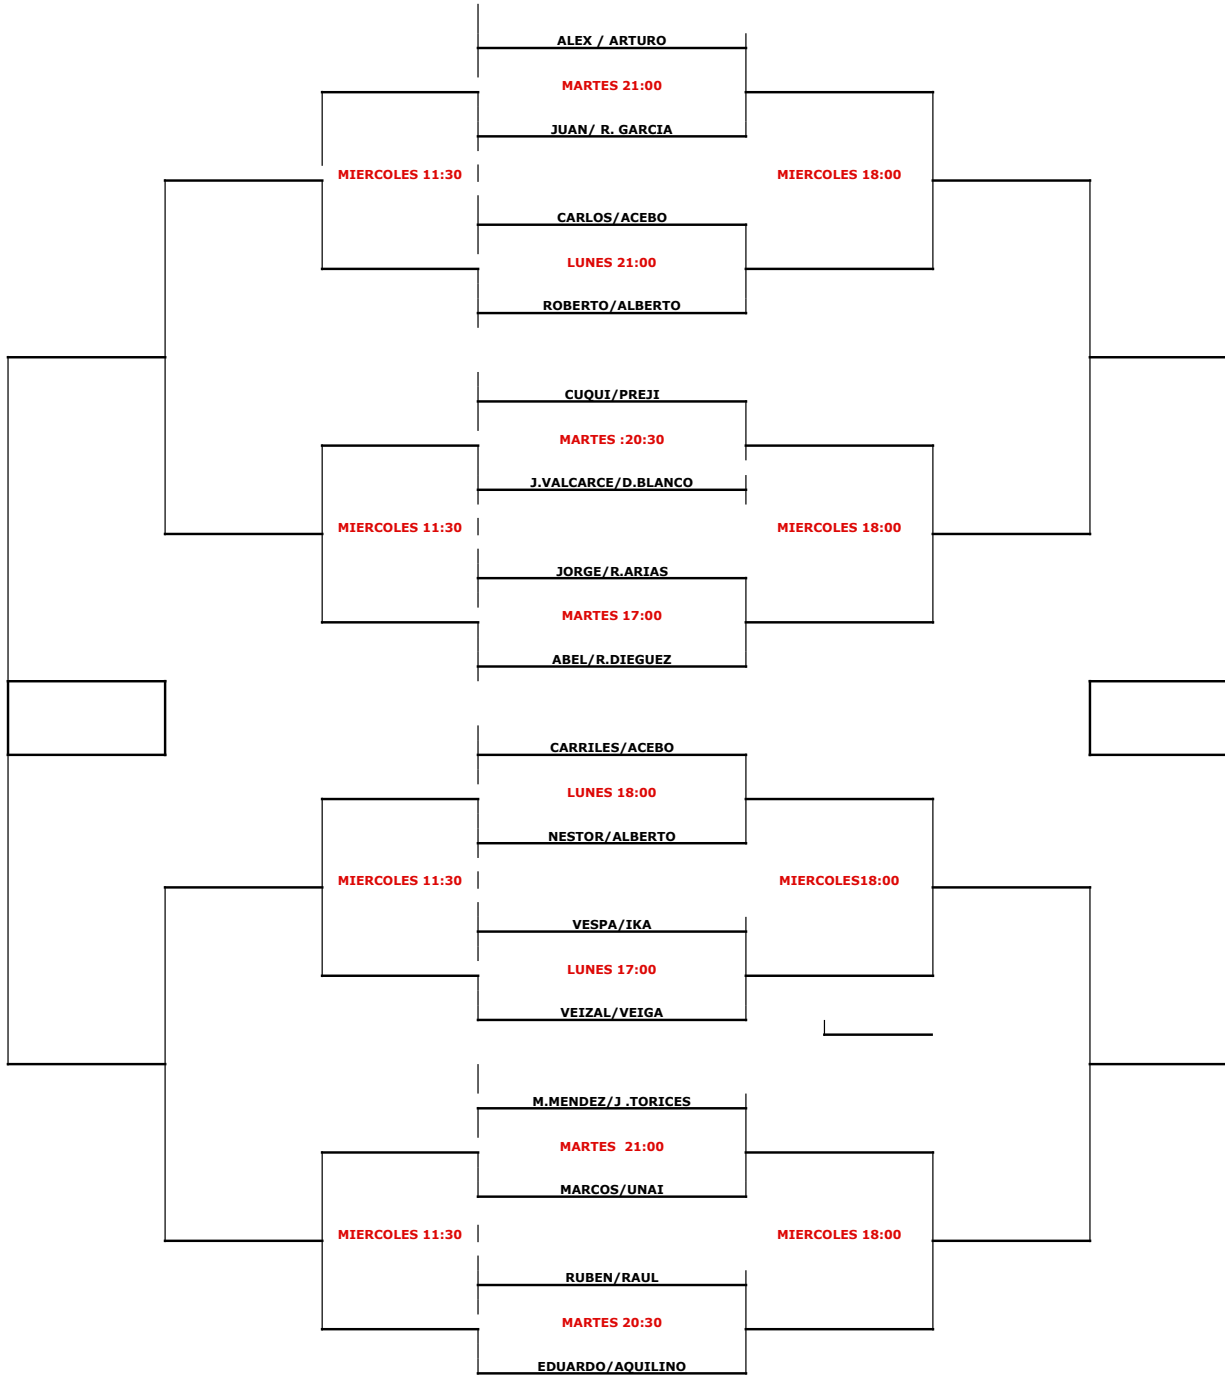 ALEX / ARTURO
MARTES 21:00
JUAN/ R. GARCIA
MIERCOLES 11:30
MIERCOLES 18:00
CARLOS/ACEBO
LUNES 21:00
ROBERTO/ALBERTO
CUQUI/PREJI
MARTES :20:30
J.VALCARCE/D.BLANCO
MIERCOLES 11:30
MIERCOLES 18:00
JORGE/R.ARIAS
MARTES 17:00
ABEL/R.DIEGUEZ
CARRILES/ACEBO
LUNES 18:00
NESTOR/ALBERTO
MIERCOLES 11:30
MIERCOLES18:00
VESPA/IKA
LUNES 17:00
VEIZAL/VEIGA
M.MENDEZ/J .TORICES
MARTES  21:00
MARCOS/UNAI
MIERCOLES 11:30
MIERCOLES 18:00
RUBEN/RAUL
MARTES 20:30
EDUARDO/AQUILINO